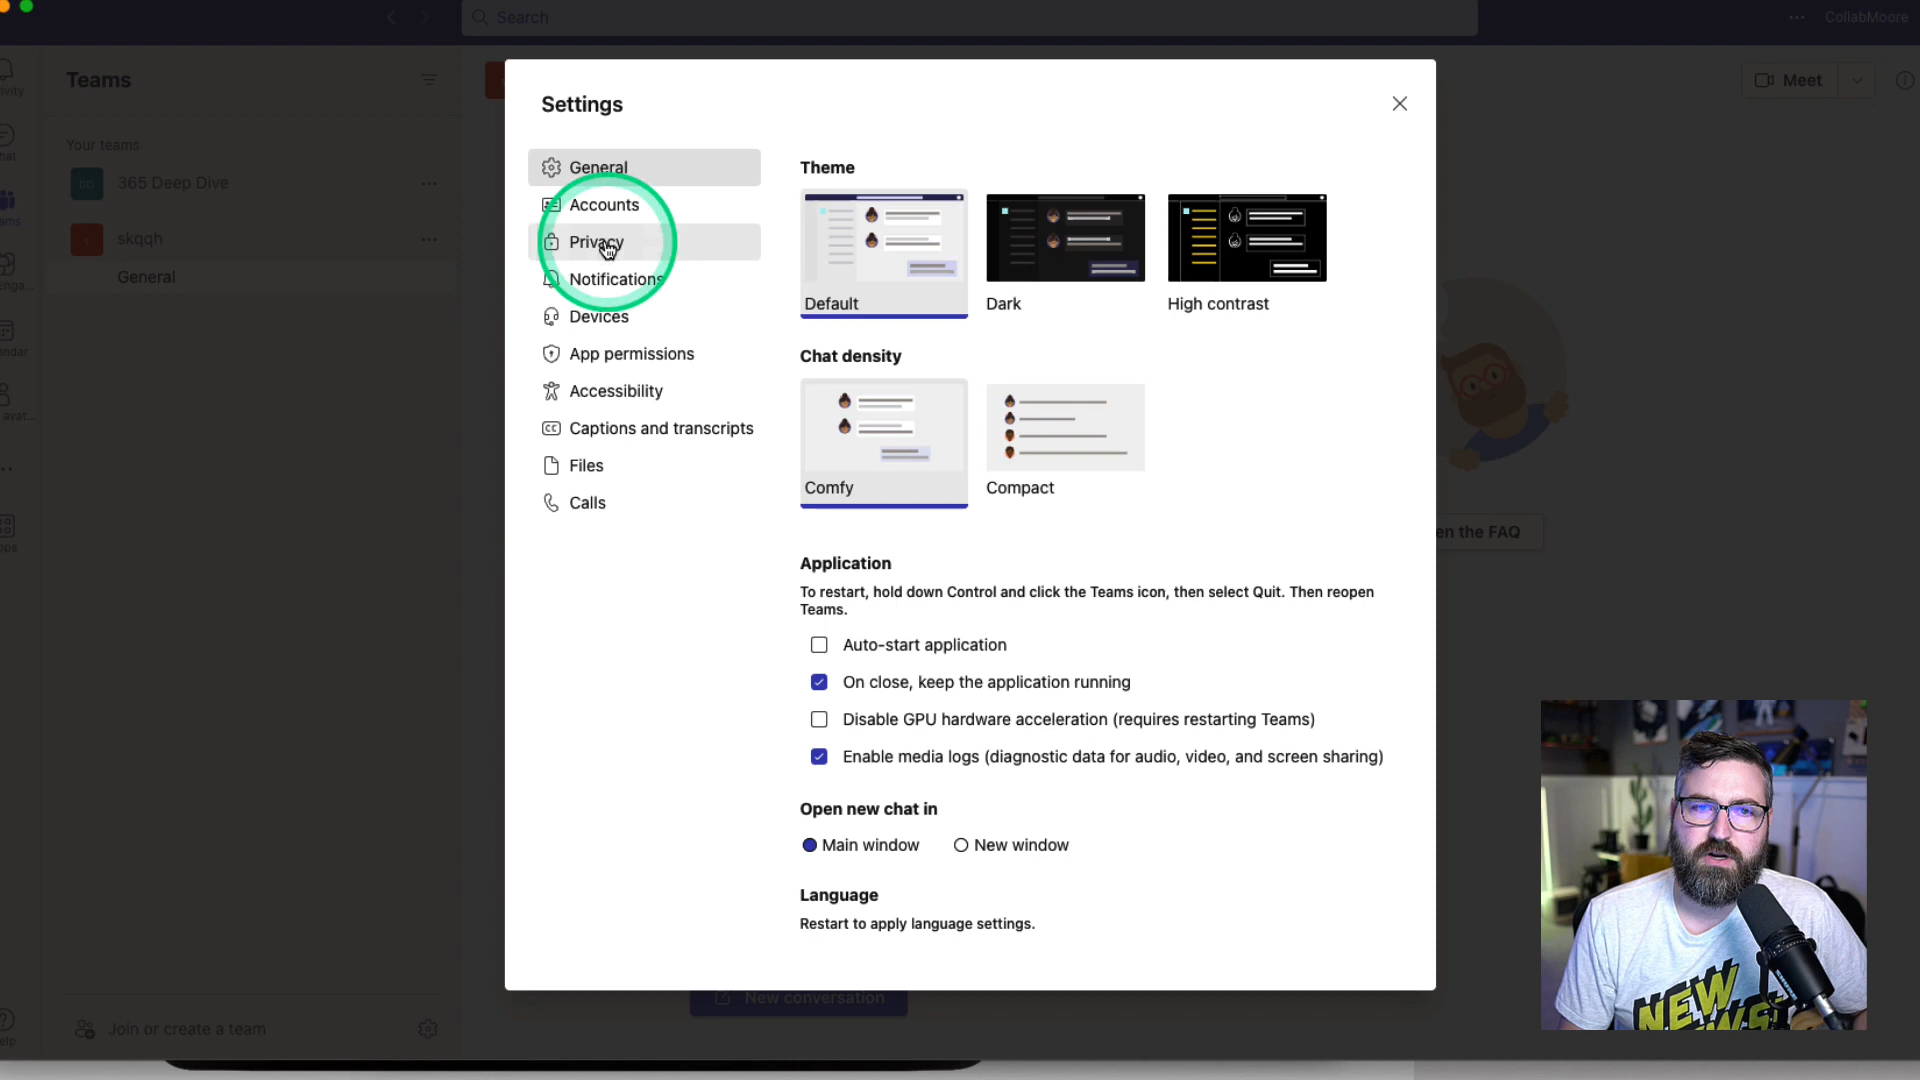 Search
CollabMoore
Teams
Meet
Your teams
365 Deep Dive
skqqh
General
Join or create a team
Settings
General
Accounts
Privacy
Notifications
Devices
App permissions
Accessibility
Captions and transcripts
Files
Calls
Theme
Default
Dark
High contrast
Chat density
Comfy
Compact
Application
To restart, hold down Control and click the Teams icon, then select Quit. Then reopen
Teams.
Auto-start application
On close, keep the application running
Disable GPU hardware acceleration (requires restarting Teams)
Enable media logs (diagnostic data for audio, video, and screen sharing)
Open new chat in
Main window
New window
Language
Restart to apply language settings.
en the FAQ
New conversation
NEW